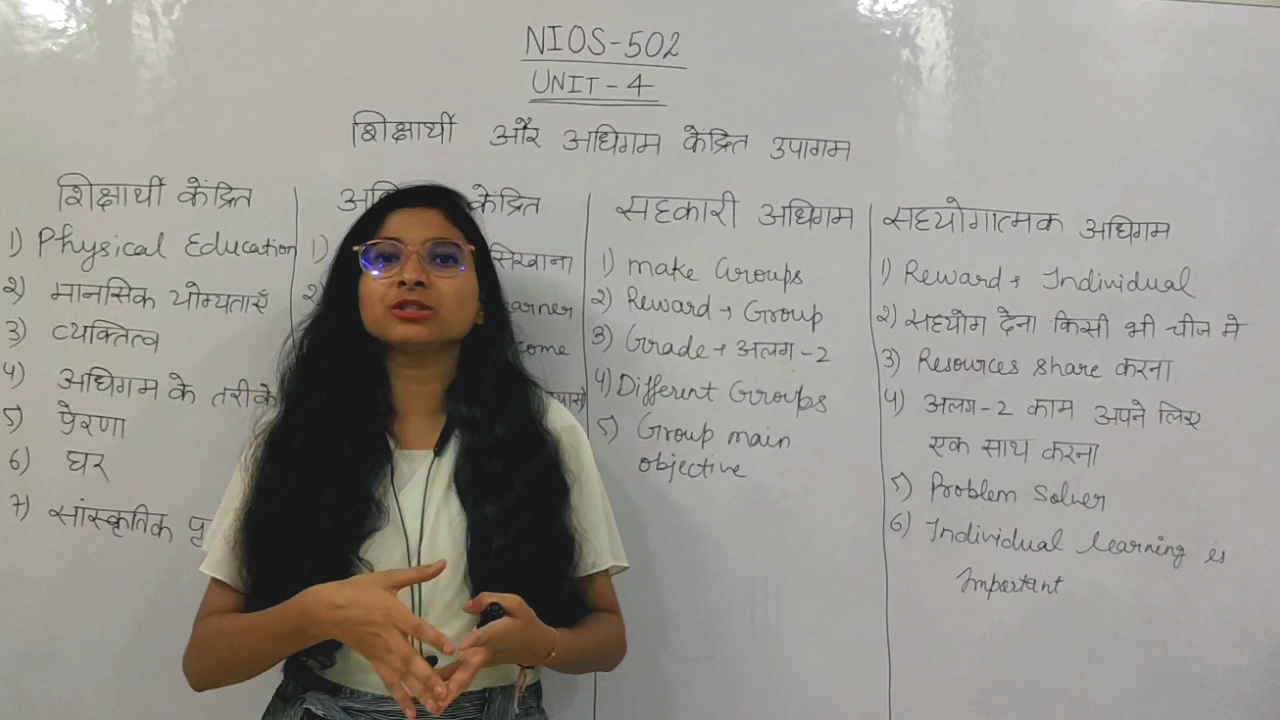 NIOS-502
UNIT-4
शिक्षार्थी और अधिगम केंद्रित उपागम
शिक्षार्थी केंद्रित
1) Physical Education
2) मानसिक योग्यताएँ
3) व्यक्तित्व
4) अधिगम के तरीके
5) प्रेरणा
6) घर
7) सांस्कृतिक
केंद्रित
1) सिखाना
2)
सहकारी अधिगम
1) make Groups
2) Reward → Group
3) Grade → अलग-2
4) Different Groups
5) Group main
objective
सहयोगात्मक अधिगम
1) Reward → Individual
2) सहयोग देना किसी भी चीज मे
3) Resources share करना
4) अलग-2 काम अपने लिए
एक साथ करना
5) Problem Solver
6) Individual learning is
Important